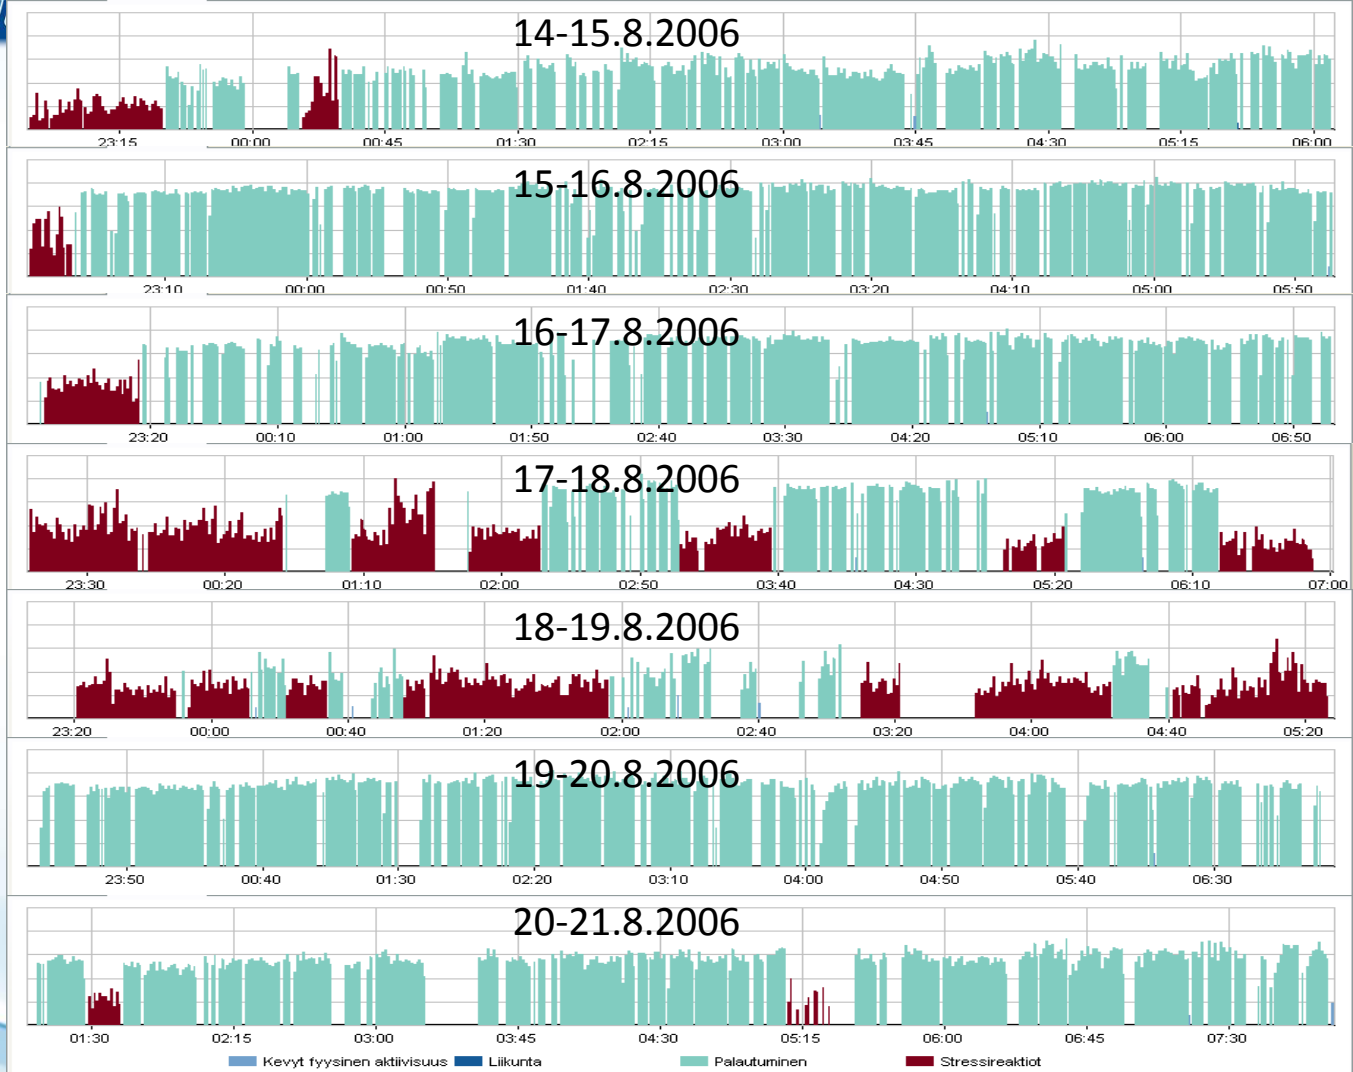 14-15.8.2006
23:15 00:00 00:45 01:30 02:15 03:00 03:45 04:30 05:15 06:00
15-16.8.2006
23:10 00:00 00:50 01:40 02:30 03:20 04:10 05:00 05:50
16-17.8.2006
23:20 00:10 01:00 01:50 02:40 03:30 04:20 05:10 06:00 06:50
17-18.8.2006
23:30 00:20 01:10 02:00 02:50 03:40 04:30 05:20 06:10 07:00
18-19.8.2006
23:20 00:00 00:40 01:20 02:00 02:40 03:20 04:00 04:40 05:20
19-20.8.2006
23:50 00:40 01:30 02:20 03:10 04:00 04:50 05:40 06:30
20-21.8.2006
01:30 02:15 03:00 03:45 04:30 05:15 06:00 06:45 07:30
Kevyt fyysinen aktiivisuus Liikunta Palautuminen Stressireaktiot